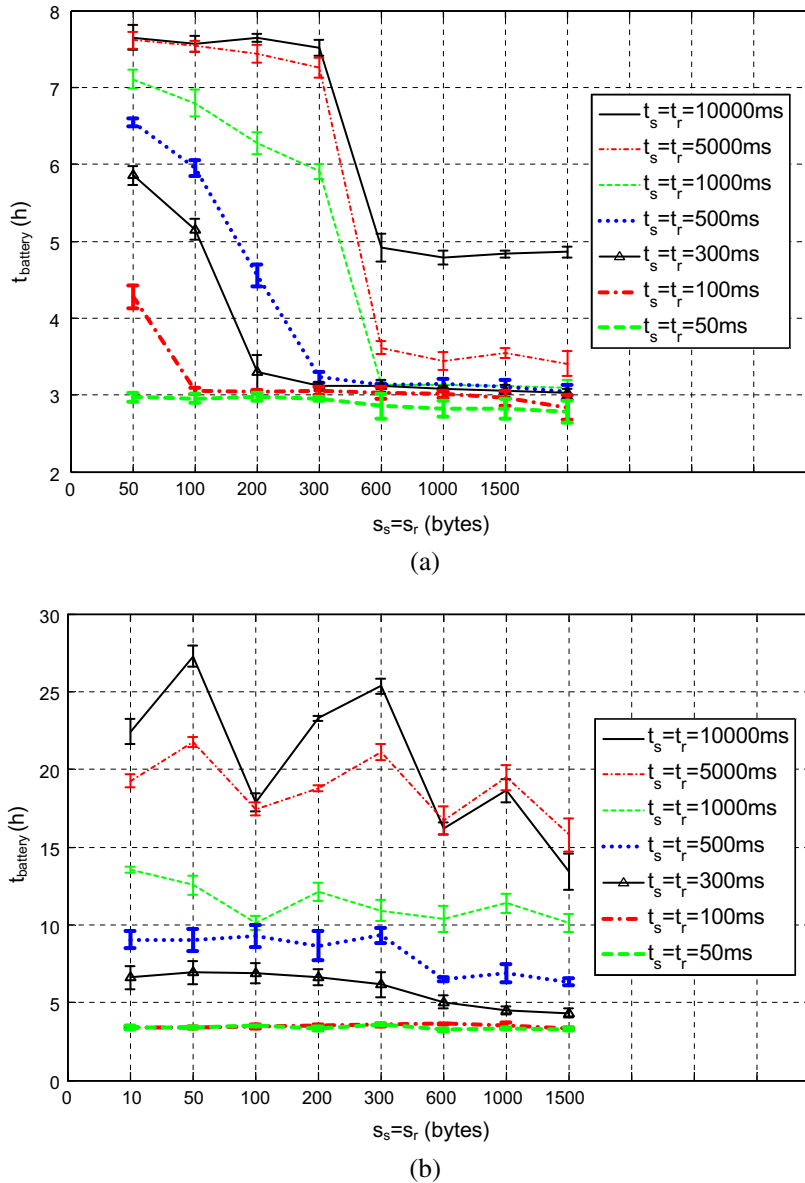 8
7
6
5
4
3
2
t_battery (h)
0 50 100 200 300 600 1000 1500
s_s=s_r (bytes)
t_s=t_r=10000ms
t_s=t_r=5000ms
t_s=t_r=1000ms
t_s=t_r=500ms
t_s=t_r=300ms
t_s=t_r=100ms
t_s=t_r=50ms
(a)
30
25
20
15
10
5
0
t_battery (h)
0 10 50 100 200 300 600 1000 1500
s_s=s_r (bytes)
t_s=t_r=10000ms
t_s=t_r=5000ms
t_s=t_r=1000ms
t_s=t_r=500ms
t_s=t_r=300ms
t_s=t_r=100ms
t_s=t_r=50ms
(b)